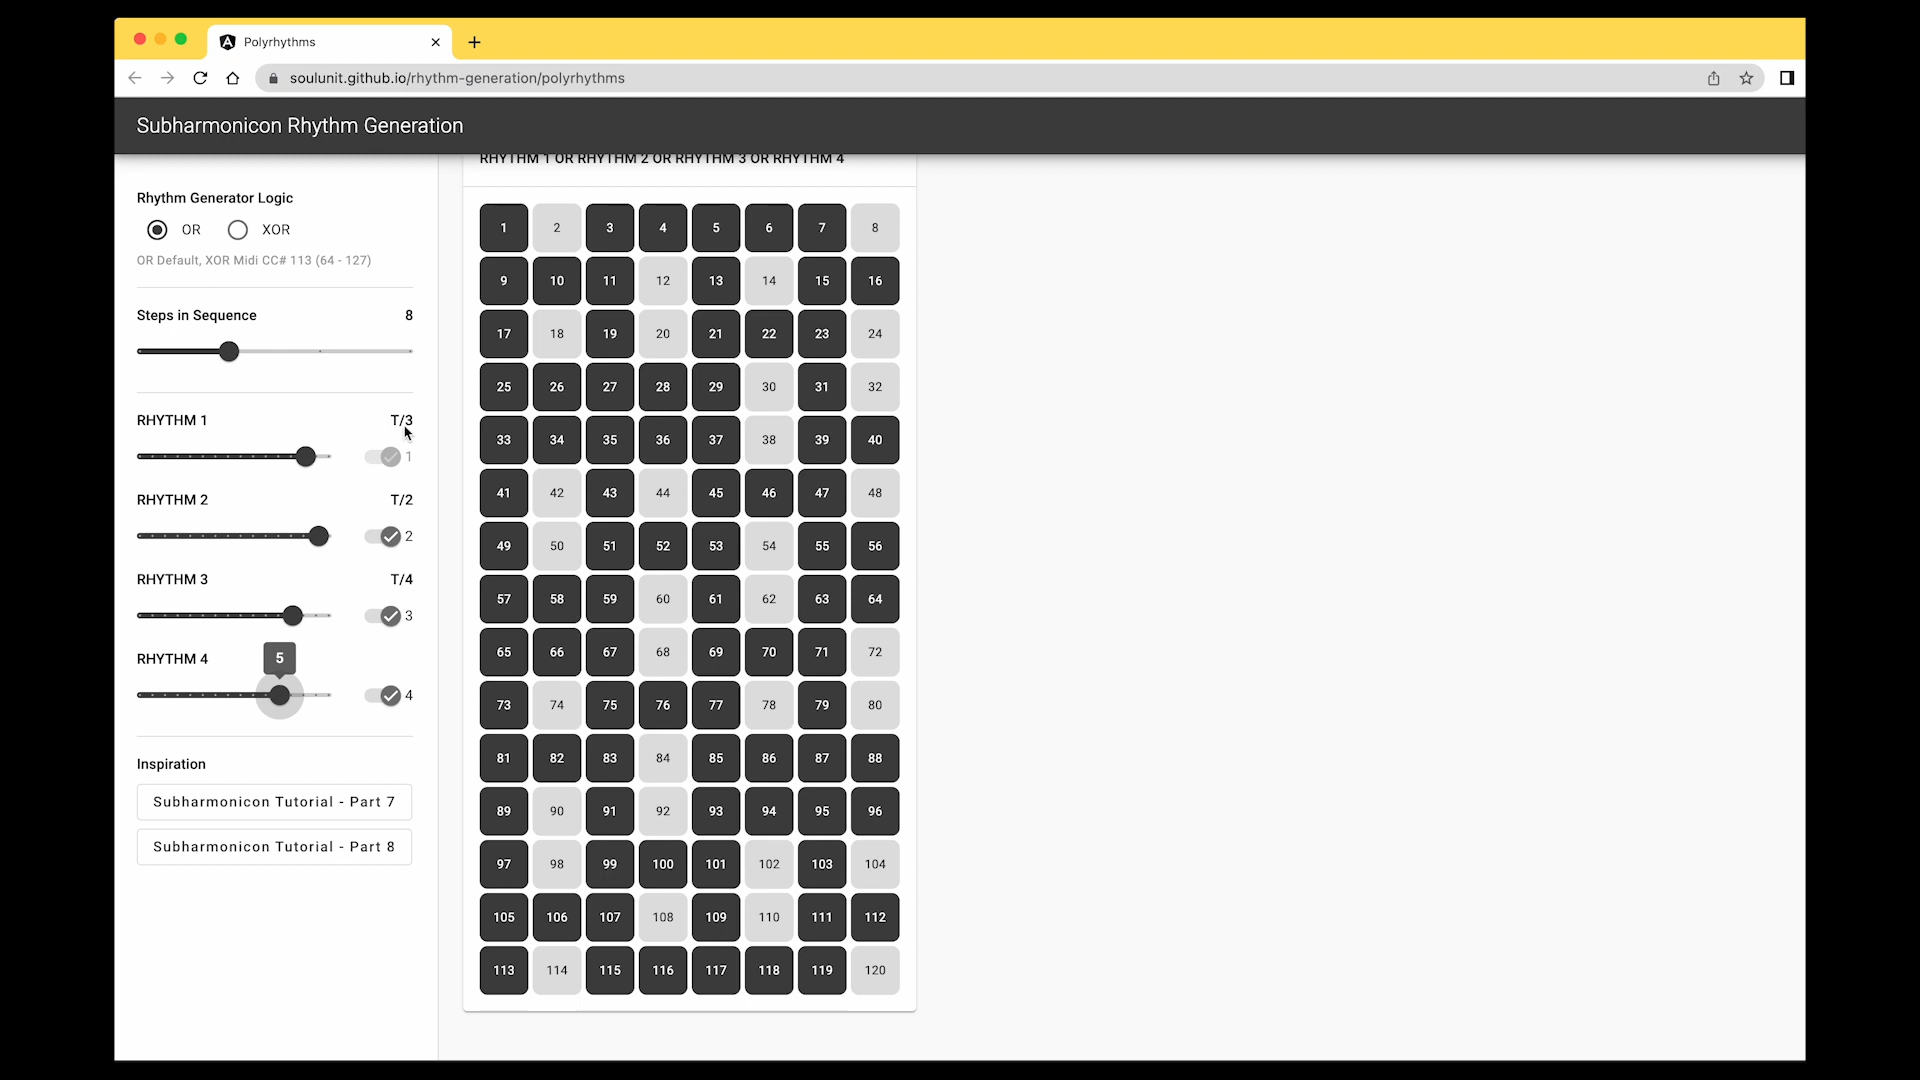 Polyrhythms
soulunit.github.io/rhythm-generation/polyrhythms
Subharmonicon Rhythm Generation
Rhythm Generator Logic
OR XOR
OR Default, XOR Midi CC# 113 (64 - 127)
Steps in Sequence 8
RHYTHM 1 T/3
1
RHYTHM 2 T/2
2
RHYTHM 3 T/4
3
RHYTHM 4 5
4
Inspiration
Subharmonicon Tutorial - Part 7
Subharmonicon Tutorial - Part 8
RHYTHM 1 OR RHYTHM 2 OR RHYTHM 3 OR RHYTHM 4
1 2 3 4 5 6 7 8
9 10 11 12 13 14 15 16
17 18 19 20 21 22 23 24
25 26 27 28 29 30 31 32
33 34 35 36 37 38 39 40
41 42 43 44 45 46 47 48
49 50 51 52 53 54 55 56
57 58 59 60 61 62 63 64
65 66 67 68 69 70 71 72
73 74 75 76 77 78 79 80
81 82 83 84 85 86 87 88
89 90 91 92 93 94 95 96
97 98 99 100 101 102 103 104
105 106 107 108 109 110 111 112
113 114 115 116 117 118 119 120